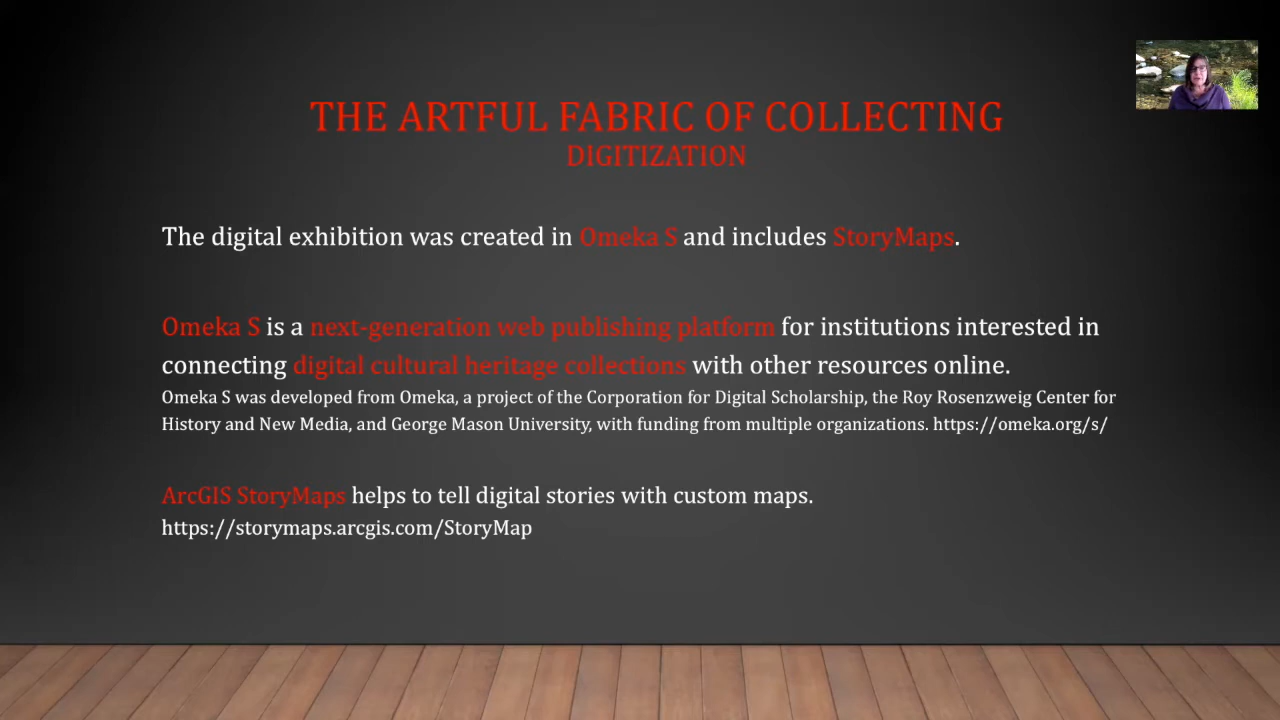 THE ARTFUL FABRIC OF COLLECTING
DIGITIZATION
The digital exhibition was created in Omeka S and includes StoryMaps.
Omeka S is a next-generation web publishing platform for institutions interested in
connecting digital cultural heritage collections with other resources online.
Omeka S was developed from Omeka, a project of the Corporation for Digital Scholarship, the Roy Rosenzweig Center for
History and New Media, and George Mason University, with funding from multiple organizations. https://omeka.org/s/
ArcGIS StoryMaps helps to tell digital stories with custom maps.
https://storymaps.arcgis.com/StoryMap